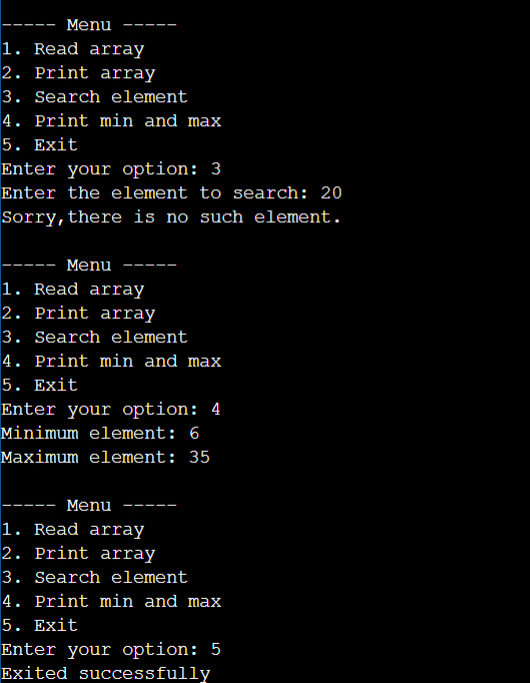 ----- Menu -----
1. Read array
2. Print array
3. Search element
4. Print min and max
5. Exit
Enter your option: 3
Enter the element to search: 20
Sorry,there is no such element.
----- Menu -----
1. Read array
2. Print array
3. Search element
4. Print min and max
5. Exit
Enter your option: 4
Minimum element: 6
Maximum element: 35
----- Menu -----
1. Read array
2. Print array
3. Search element
4. Print min and max
5. Exit
Enter your option: 5
Exited successfully